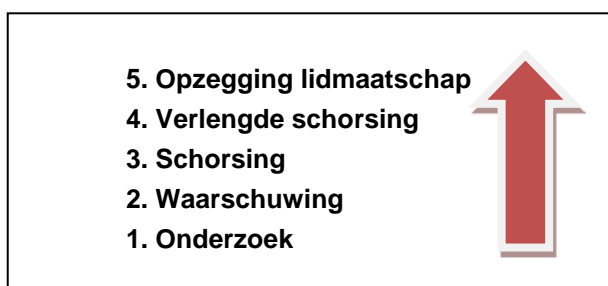 5. Opzegging lidmaatschap
4. Verlengde schorsing
3. Schorsing
2. Waarschuwing
1. Onderzoek